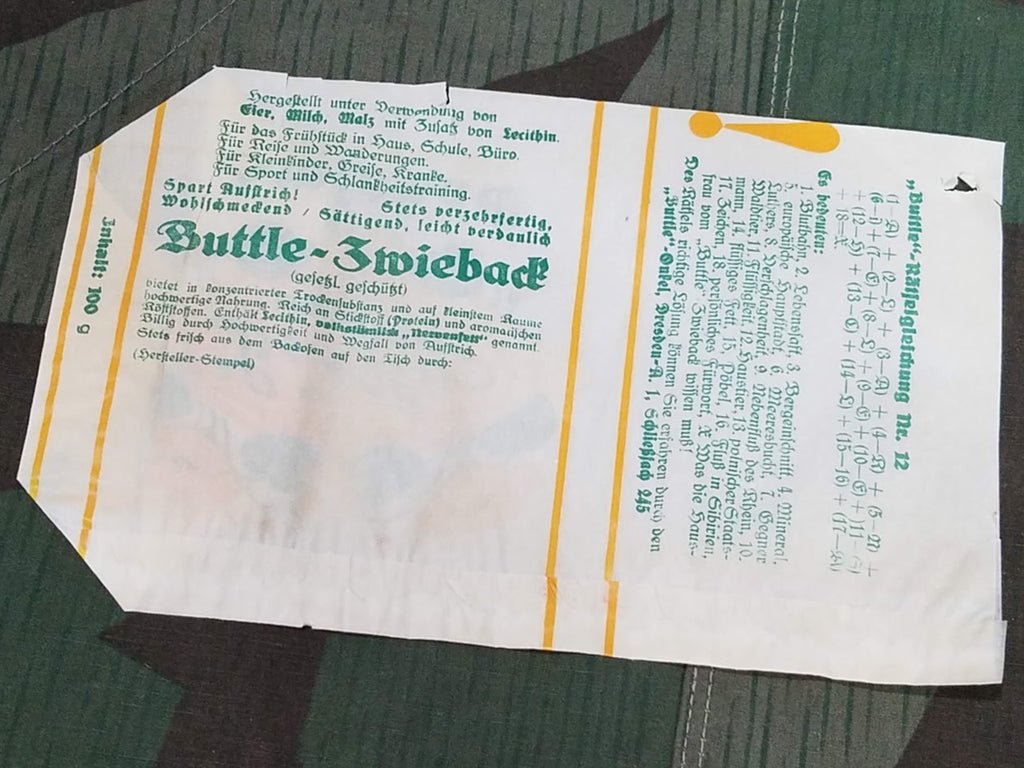 Hergestellt unter Verwendung von
Eier, Milch, Malz mit Zusatz von Lecithin.
Für das Frühstück in Haus, Schule, Büro.
Für Reise und Wanderungen.
Für Kleinkinder, Greise, Kranke.
Für Sport und Schlankheitstraining.
Spart Aufstrich! Stets verzehrfertig,
Wohlschmeckend / Sättigend, leicht verdaulich
Buttle-Zwieback
(gesetzl. geschützt)
bietet in konzentrierter Trockensubstanz und auf kleinstem Raume
hochwertige Nahrung. Reich an Stickstoff (Protein) und aromatischen
Röststoffen. Enthält Lecithin, volkstümlich „Nervensaft" genannt.
Billig durch Hochwertigkeit und Wegfall von Aufstrich.
Stets frisch aus dem Backofen auf den Tisch durch:
(Hersteller-Stempel)
Inhalt: 100 g
„Buttle"-Rätselgleichung Nr. 12
Es bedeuten:
1. Blutbahn, 2. Lebenssaft, 3. Bergeinschnitt, 4. Mineral,
5. europäische Hauptstadt, 6. Meeresbucht, 7. Gegner
Luthers, 8. Verschlagenheit, 9. Nebenfluß des Rhein, 10.
Waldtier, 11. Flüssigkeit, 12. Haustier, 13. polnischer Staats-
mann, 14. flüssiges Fett, 15. Pöbel, 16. Fluß in Sibirien,
17. Zeichen, 18. persönliches Fürwort, X Was die Haus-
frau vom „Buttle" Zwieback wissen muß!
Des Rätsels richtige Lösung können Sie erfahren durch den
„Buttle"-Onkel, Dresden-A. 1, Schließfach 245